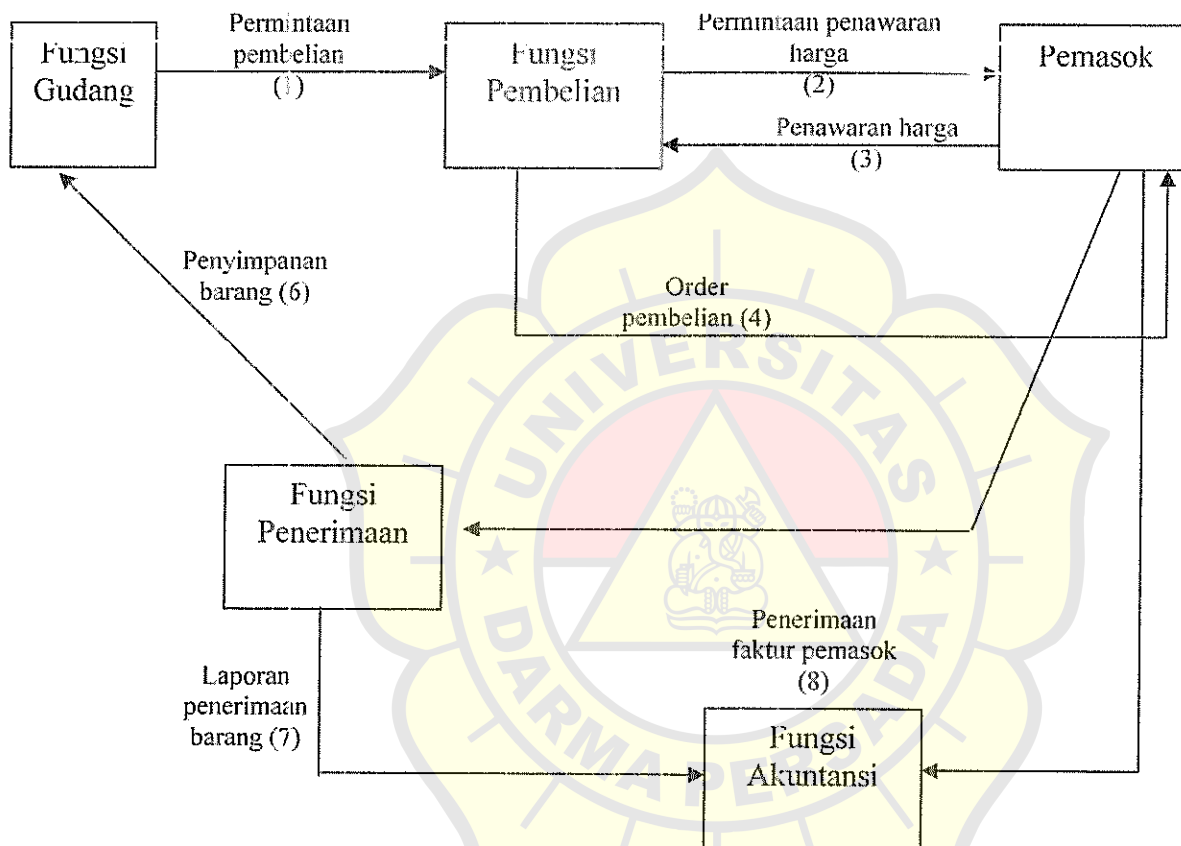 Fungsi
Gudang
Permintaan
pembelian
(1)
Fungsi
Pembelian
Permintaan penawaran
harga
(2)
Pemasok
Penawaran harga
(3)
Penyimpanan
barang (6)
Order
pembelian (4)
Fungsi
Penerimaan
Penerimaan
faktur pemasok
(8)
Laporan
penerimaan
barang (7)
Fungsi
Akuntansi
UNIVERSITAS
DARMA PERSADA